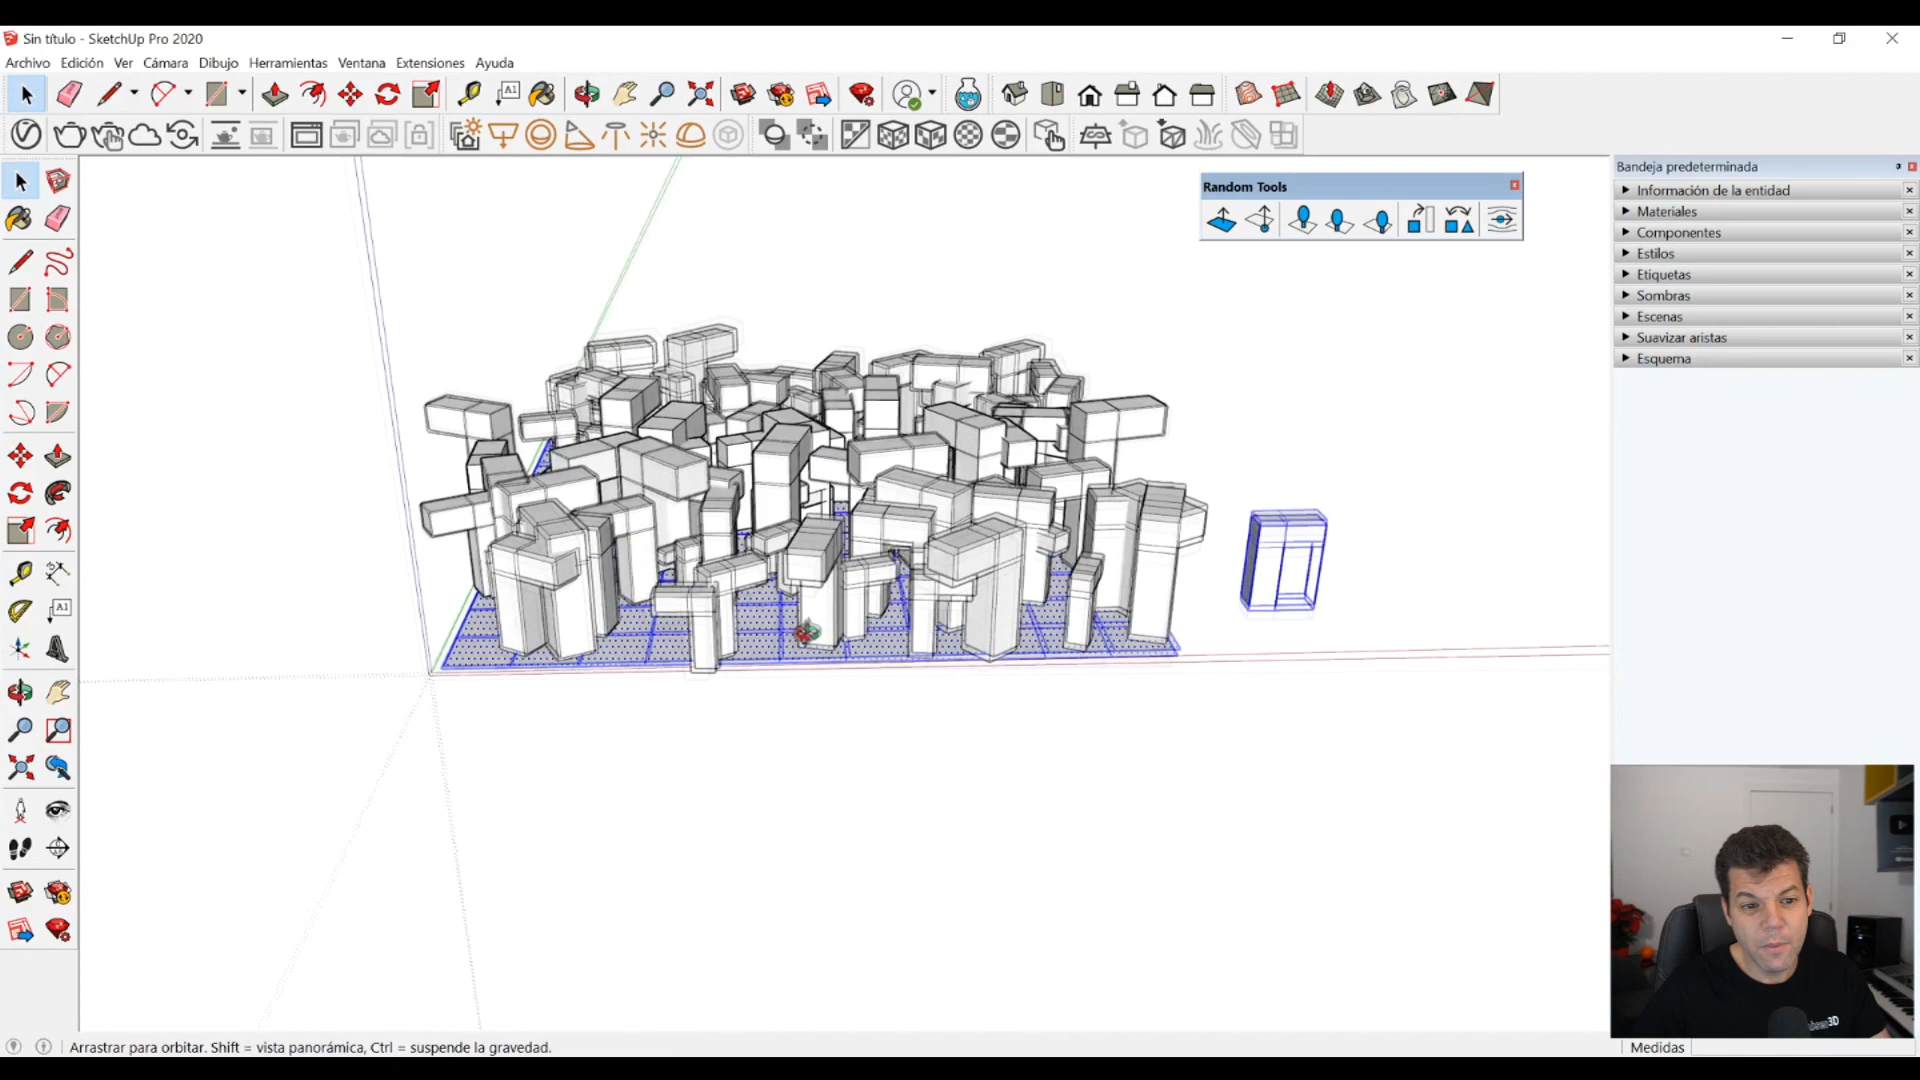 Sin título - SketchUp Pro 2020
Archivo Edición Ver Cámara Dibujo Herramientas Ventana Extensiones Ayuda
A1
Random Tools
Bandeja predeterminada
Información de la entidad
Materiales
Componentes
Estilos
Etiquetas
Sombras
Escenas
Suavizar aristas
Esquema
A1
Arrastrar para orbitar. Shift = vista panorámica, Ctrl = suspende la gravedad.
Medidas